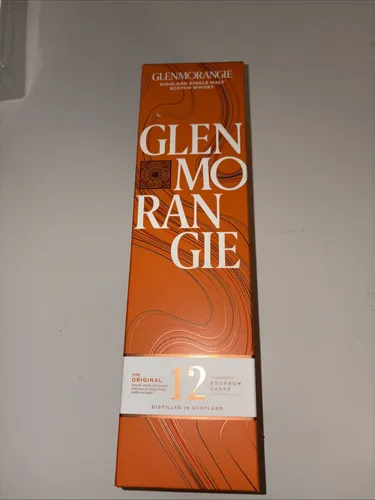 GLENMORANGIE
HIGHLAND SINGLE MALT
SCOTCH WHISKY
GLEN
MO
RAN
GIE
THE
ORIGINAL
12
BOURBON
CASKS
DISTILLED IN SCOTLAND